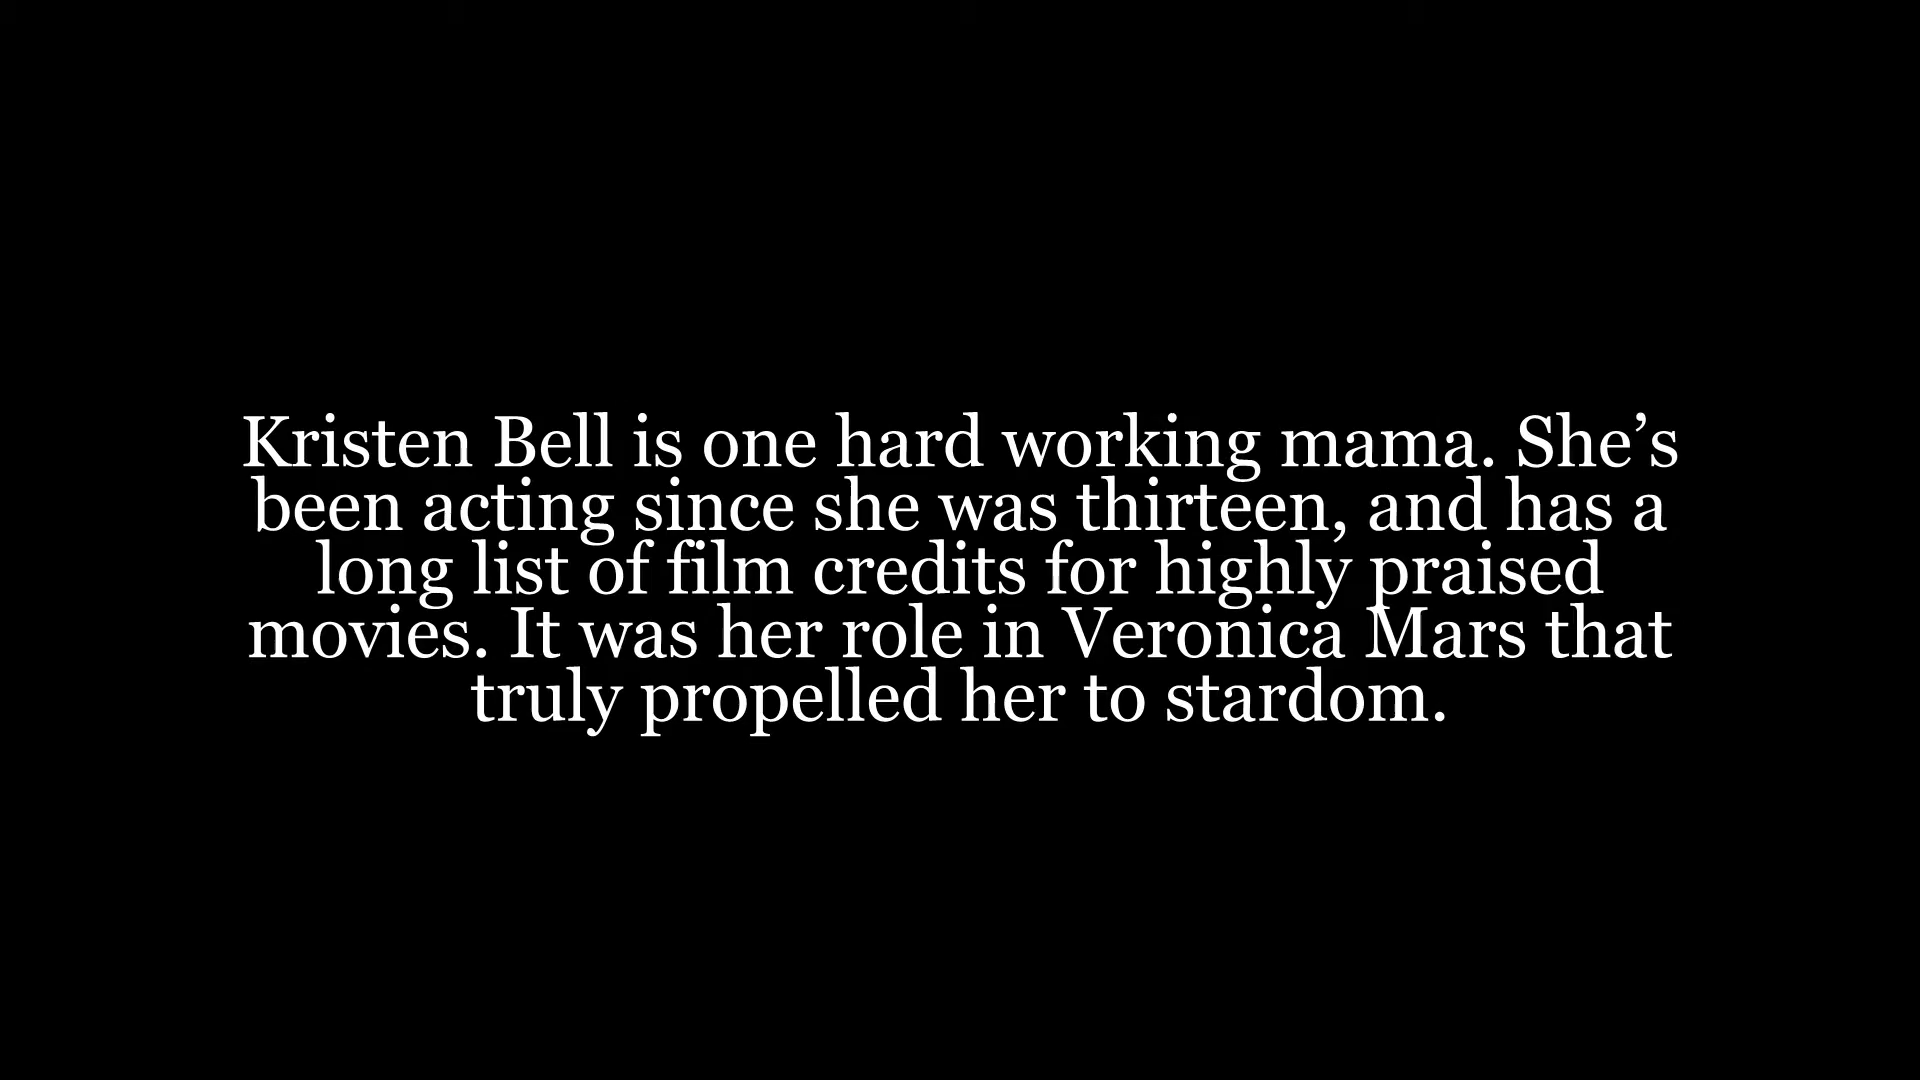 Kristen Bell is one hard working mama. She’s
been acting since she was thirteen, and has a
long list of film credits for highly praised
movies. It was her role in Veronica Mars that
truly propelled her to stardom.